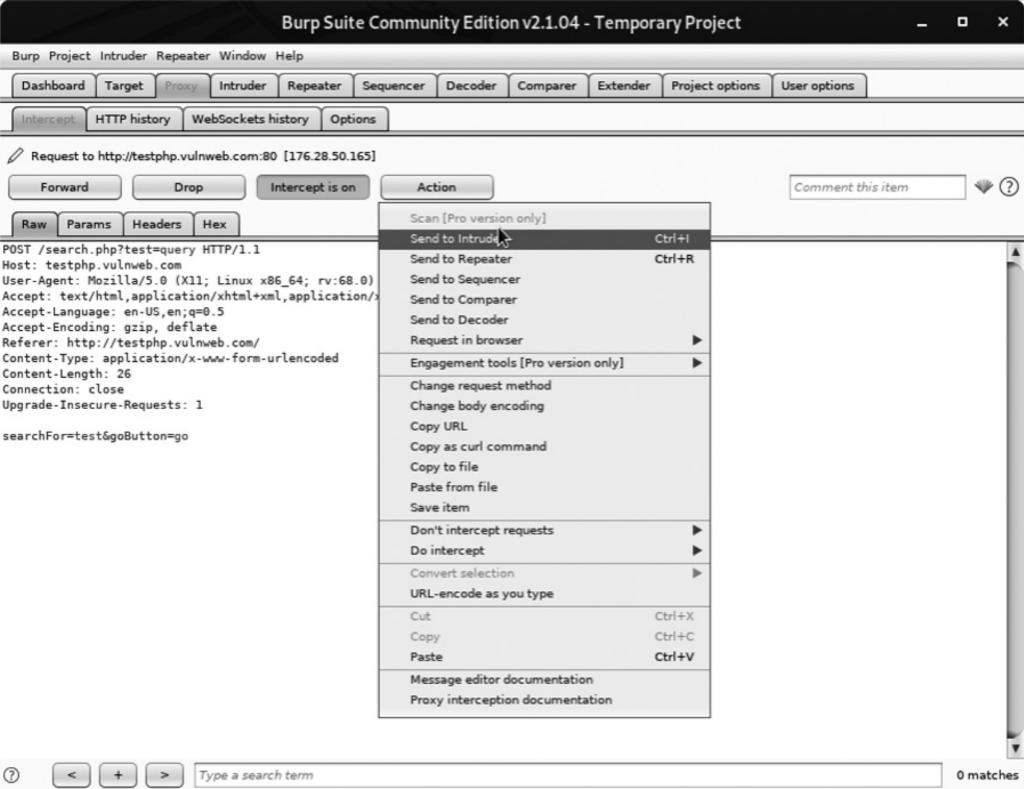 Burp Suite Community Edition v2.1.04 - Temporary Project
Burp Project Intruder Repeater Window Help
Dashboard Target Proxy Intruder Repeater Sequencer Decoder Comparer Extender Project options User options
Intercept HTTP history WebSockets history Options
Request to http://testphp.vulnweb.com:80 [176.28.50.165]
Forward Drop Intercept is on Action Comment this item ?
Raw Params Headers Hex
POST /search.php?test=query HTTP/1.1
Host: testphp.vulnweb.com
User-Agent: Mozilla/5.0 (X11; Linux x86_64; rv:68.0)
Accept: text/html,application/xhtml+xml,application/x
Accept-Language: en-US,en;q=0.5
Accept-Encoding: gzip, deflate
Referer: http://testphp.vulnweb.com/
Content-Type: application/x-www-form-urlencoded
Content-Length: 26
Connection: close
Upgrade-Insecure-Requests: 1
searchFor=test&goButton=go
Scan [Pro version only]
Send to Intruder Ctrl+I
Send to Repeater Ctrl+R
Send to Sequencer
Send to Comparer
Send to Decoder
Request in browser
Engagement tools [Pro version only]
Change request method
Change body encoding
Copy URL
Copy as curl command
Copy to file
Paste from file
Save item
Don't intercept requests
Do intercept
Convert selection
URL-encode as you type
Cut Ctrl+X
Copy Ctrl+C
Paste Ctrl+V
Message editor documentation
Proxy interception documentation
? < + > Type a search term 0 matches